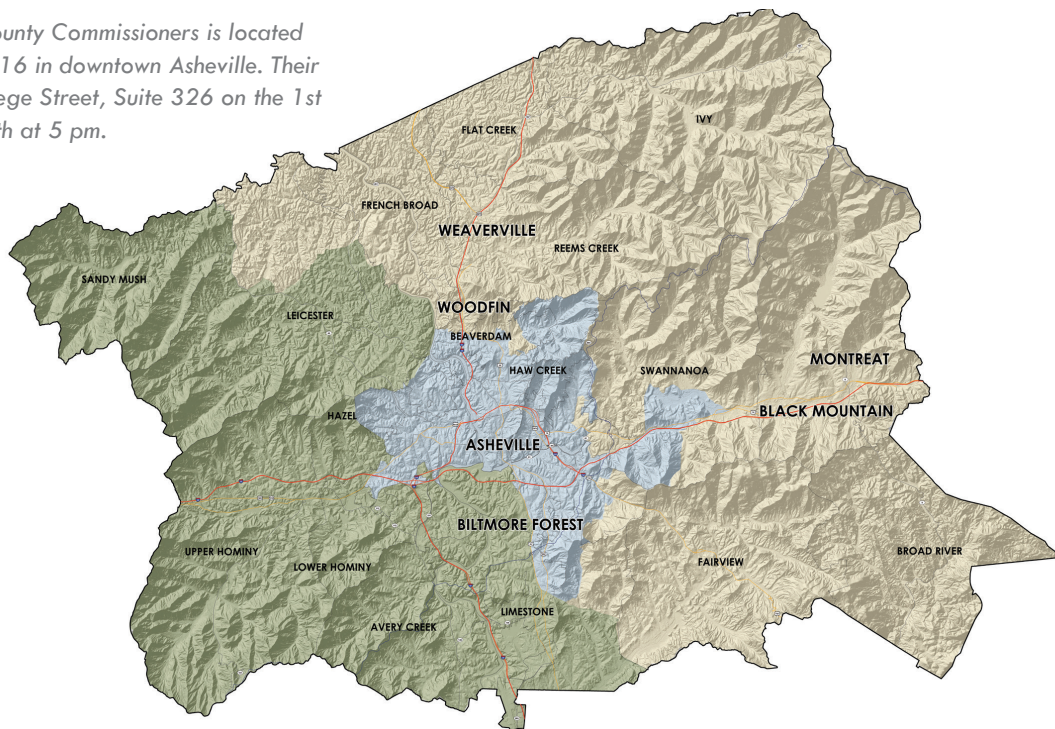 ounty Commissioners is located
16 in downtown Asheville. Their
ege Street, Suite 326 on the 1st
th at 5 pm.
FLAT CREEK
IVY
FRENCH BROAD
WEAVERVILLE
REEMS CREEK
SANDY MUSH
LEICESTER
WOODFIN
BEAVERDAM
HAW CREEK
SWANNANOA
MONTREAT
HAZEL
BLACK MOUNTAIN
ASHEVILLE
BILTMORE FOREST
UPPER HOMINY
LOWER HOMINY
FAIRVIEW
BROAD RIVER
LIMESTONE
AVERY CREEK